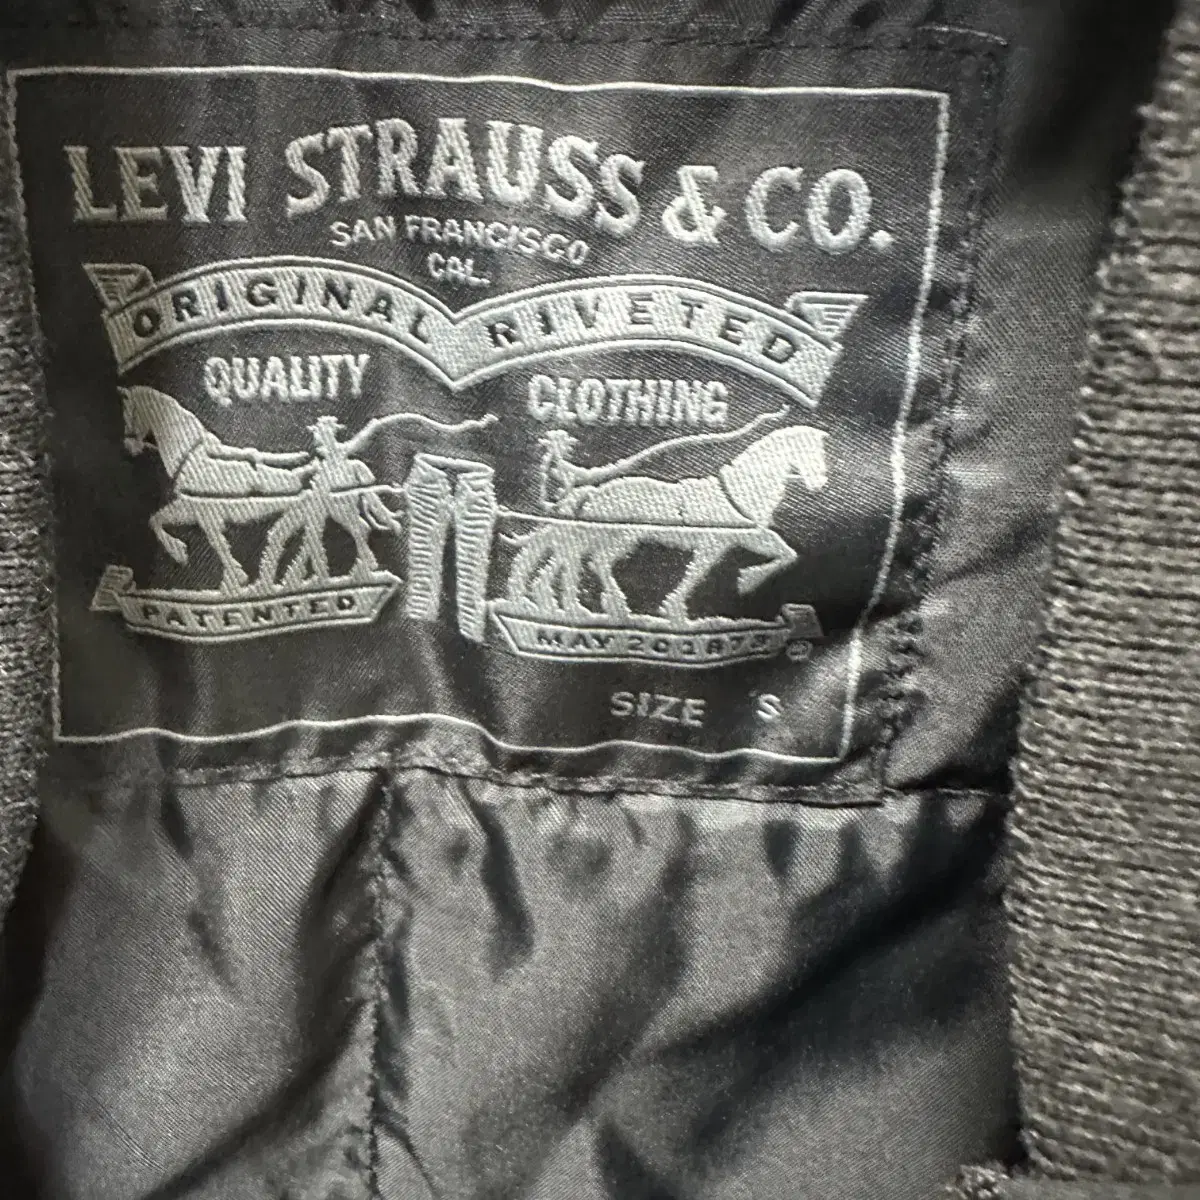 LEVI STRAUSS & CO.
SAN FRANCISCO
CAL.
ORIGINAL RIVETED
QUALITY CLOTHING
PATENTED
MAY 20 1873 ®
SIZE S